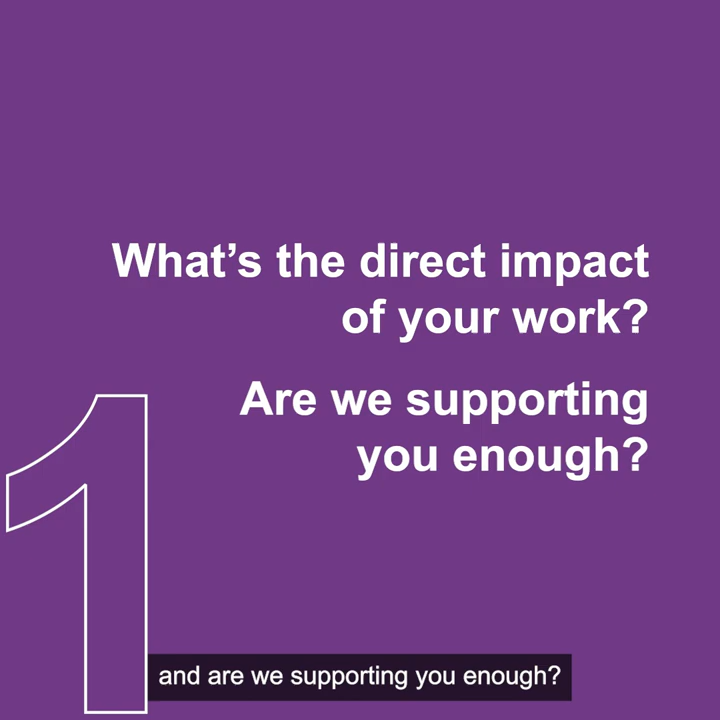 What’s the direct impact
of your work?
Are we supporting
you enough?
1
and are we supporting you enough?